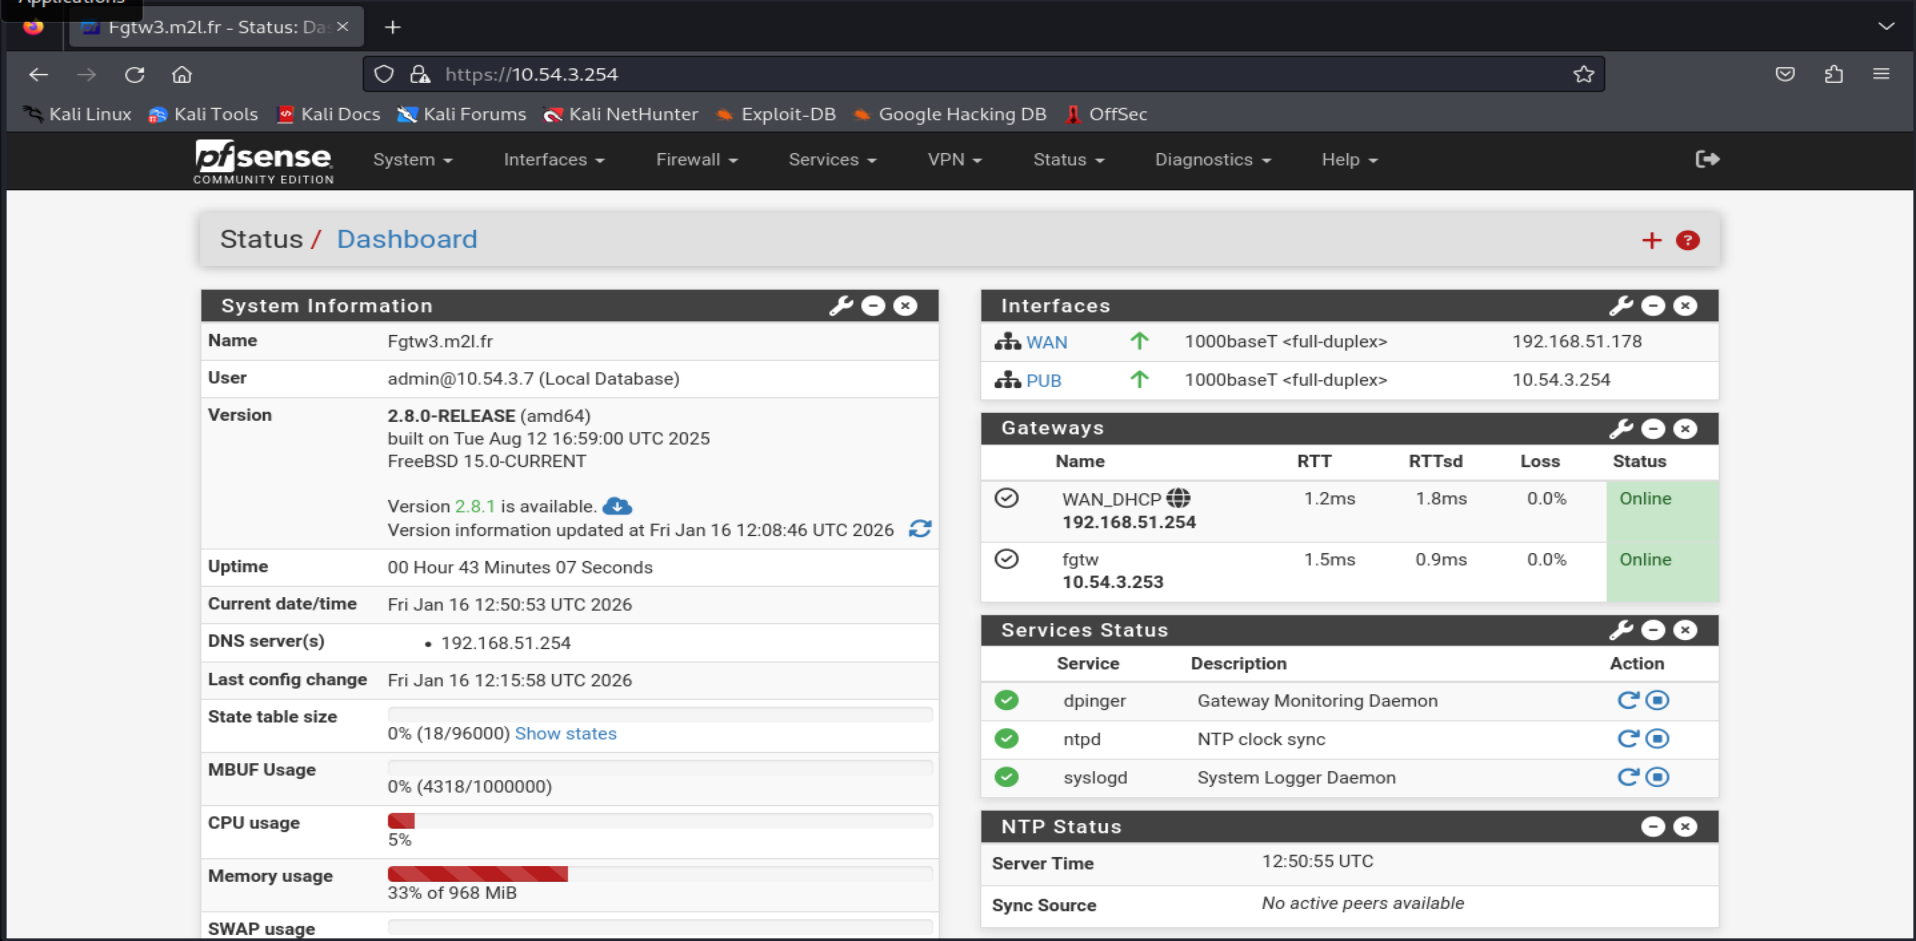 Applications
Fgtw3.m2l.fr - Status: Das
https://10.54.3.254
Kali Linux Kali Tools Kali Docs Kali Forums Kali NetHunter Exploit-DB Google Hacking DB OffSec
pfsense
COMMUNITY EDITION
System Interfaces Firewall Services VPN Status Diagnostics Help
Status / Dashboard
System Information
Name Fgtw3.m2l.fr
User admin@10.54.3.7 (Local Database)
Version 2.8.0-RELEASE (amd64)
built on Tue Aug 12 16:59:00 UTC 2025
FreeBSD 15.0-CURRENT
Version 2.8.1 is available.
Version information updated at Fri Jan 16 12:08:46 UTC 2026
Uptime 00 Hour 43 Minutes 07 Seconds
Current date/time Fri Jan 16 12:50:53 UTC 2026
DNS server(s) • 192.168.51.254
Last config change Fri Jan 16 12:15:58 UTC 2026
State table size
0% (18/96000) Show states
MBUF Usage
0% (4318/1000000)
CPU usage
5%
Memory usage
33% of 968 MiB
SWAP usage
Interfaces
WAN 1000baseT <full-duplex> 192.168.51.178
PUB 1000baseT <full-duplex> 10.54.3.254
Gateways
Name RTT RTTsd Loss Status
WAN_DHCP 1.2ms 1.8ms 0.0% Online
192.168.51.254
fgtw 1.5ms 0.9ms 0.0% Online
10.54.3.253
Services Status
Service Description Action
dpinger Gateway Monitoring Daemon
ntpd NTP clock sync
syslogd System Logger Daemon
NTP Status
Server Time 12:50:55 UTC
Sync Source No active peers available